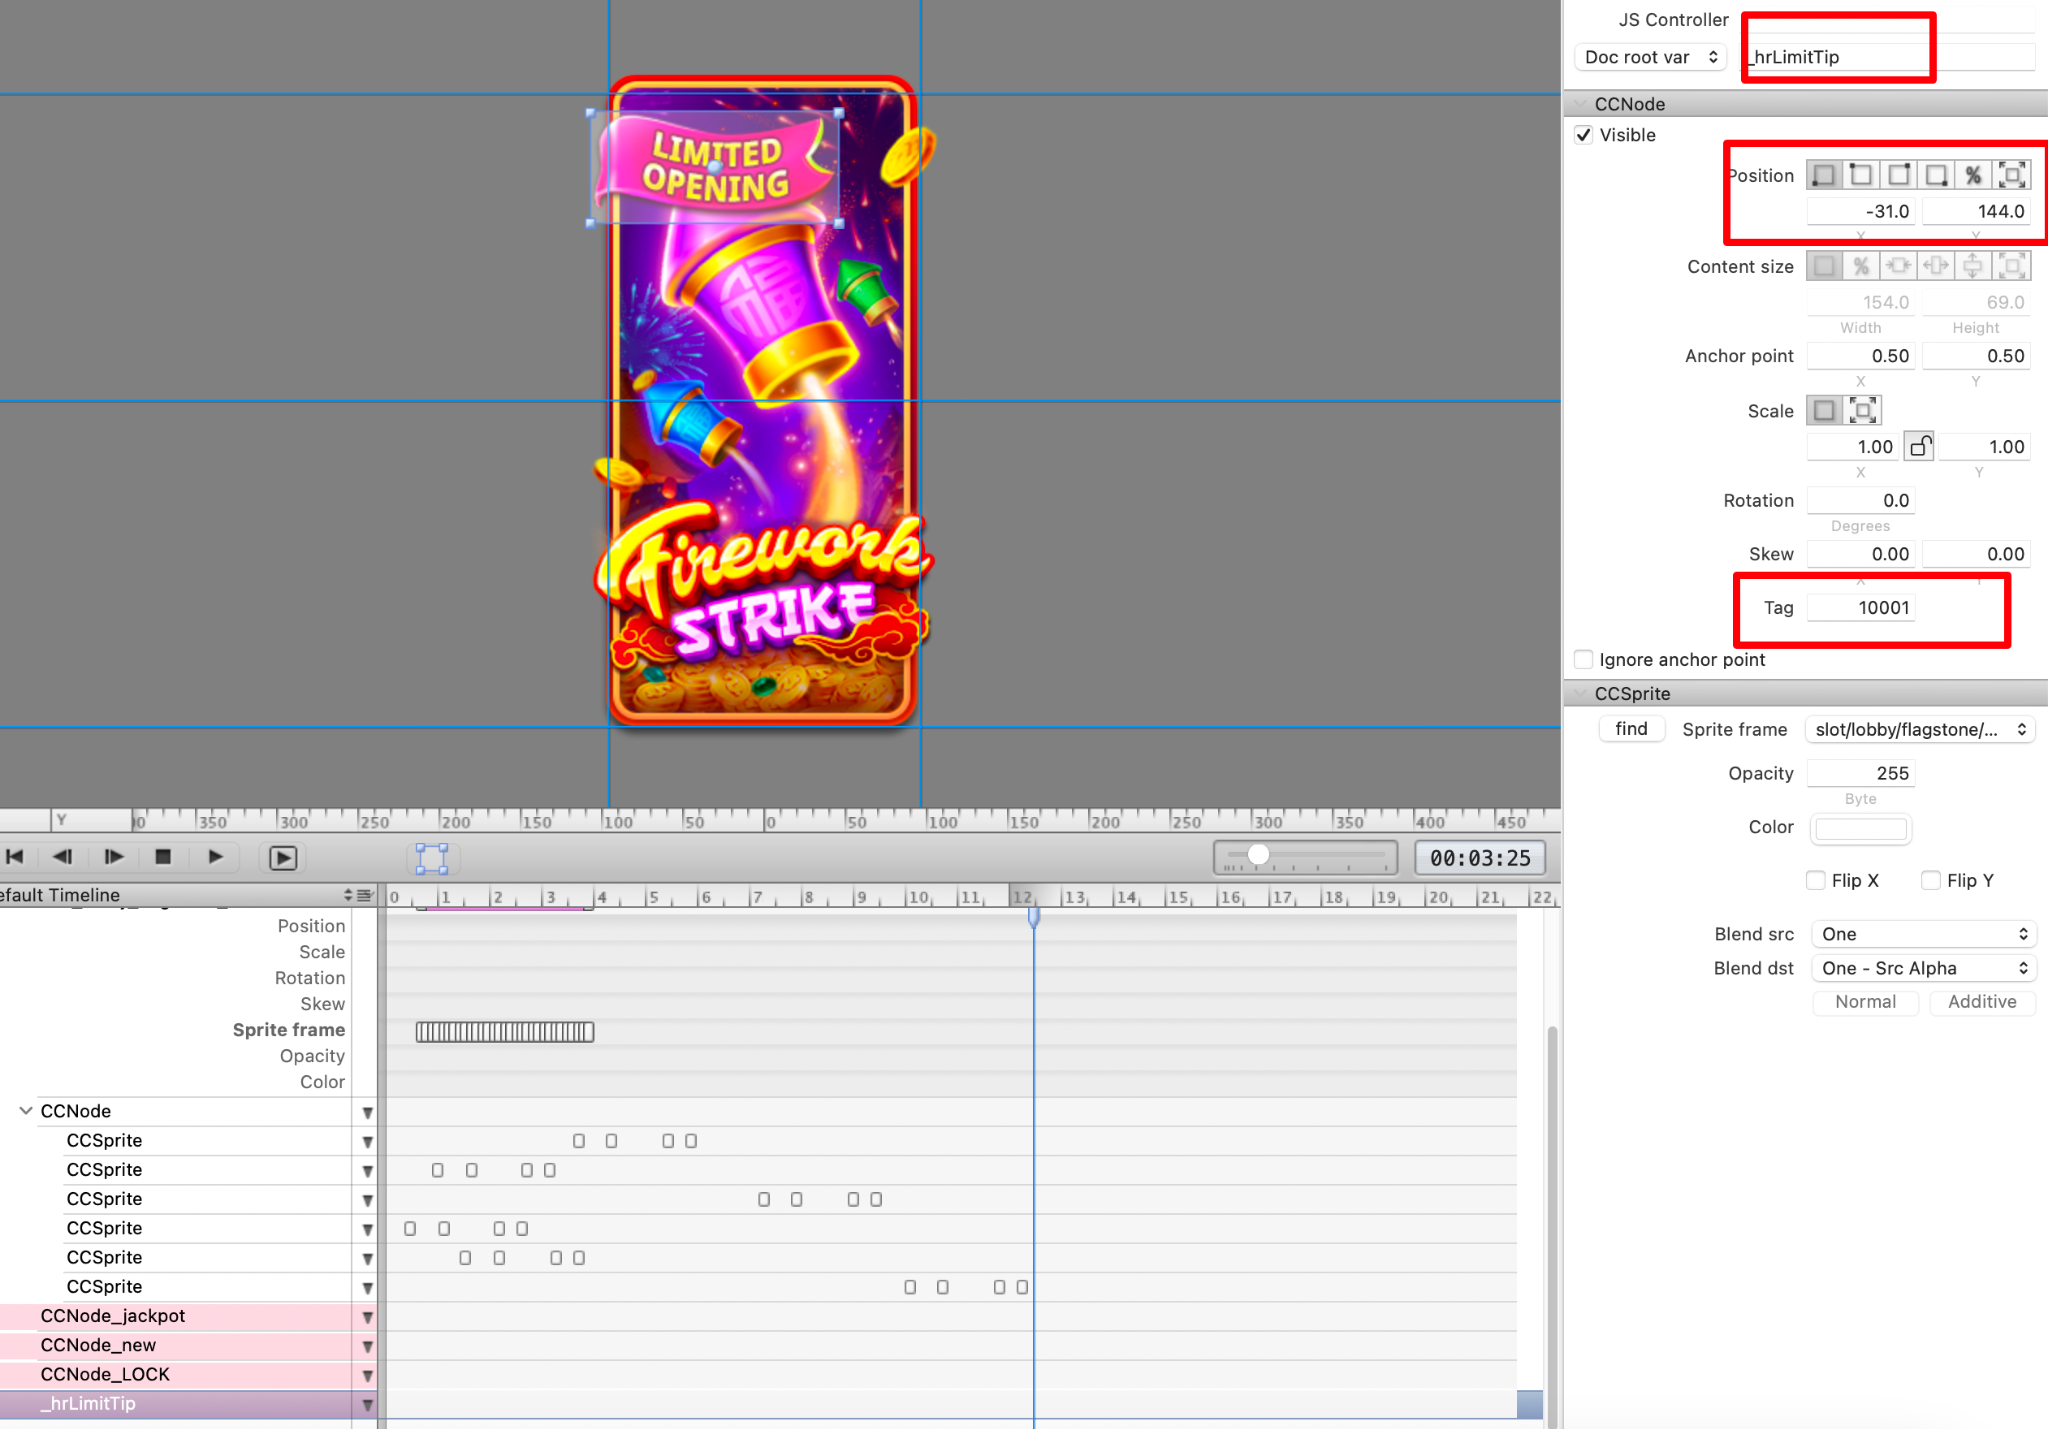 JS Controller
Doc root var
_hrLimitTip
CCNode
Visible
Position
-31.0
144.0
X
Y
Content size
%
154.0
69.0
Width
Height
Anchor point
0.50
0.50
X
Y
Scale
1.00
1.00
X
Y
Rotation
0.0
Degrees
Skew
0.00
0.00
X
Tag
10001
Ignore anchor point
CCSprite
find
Sprite frame
slot/lobby/flagstone/...
Opacity
255
Byte
Color
Flip X
Flip Y
Blend src
One
Blend dst
One - Src Alpha
Normal
Additive
LIMITED
OPENING
福
Firework
STRIKE
Y
350 300 250 200 150 100 50 0 50 100 150 200 250 300 350 400 450
00:03:25
efault Timeline
0 1 2 3 4 5 6 7 8 9 10 11 12 13 14 15 16 17 18 19 20 21 22
Position
Scale
Rotation
Skew
Sprite frame
Opacity
Color
CCNode
CCSprite
CCSprite
CCSprite
CCSprite
CCSprite
CCSprite
CCNode_jackpot
CCNode_new
CCNode_LOCK
_hrLimitTip